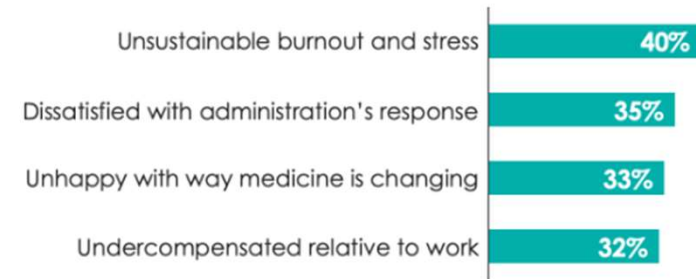 Unsustainable burnout and stress 40%
Dissatisfied with administration's response 35%
Unhappy with way medicine is changing 33%
Undercompensated relative to work 32%